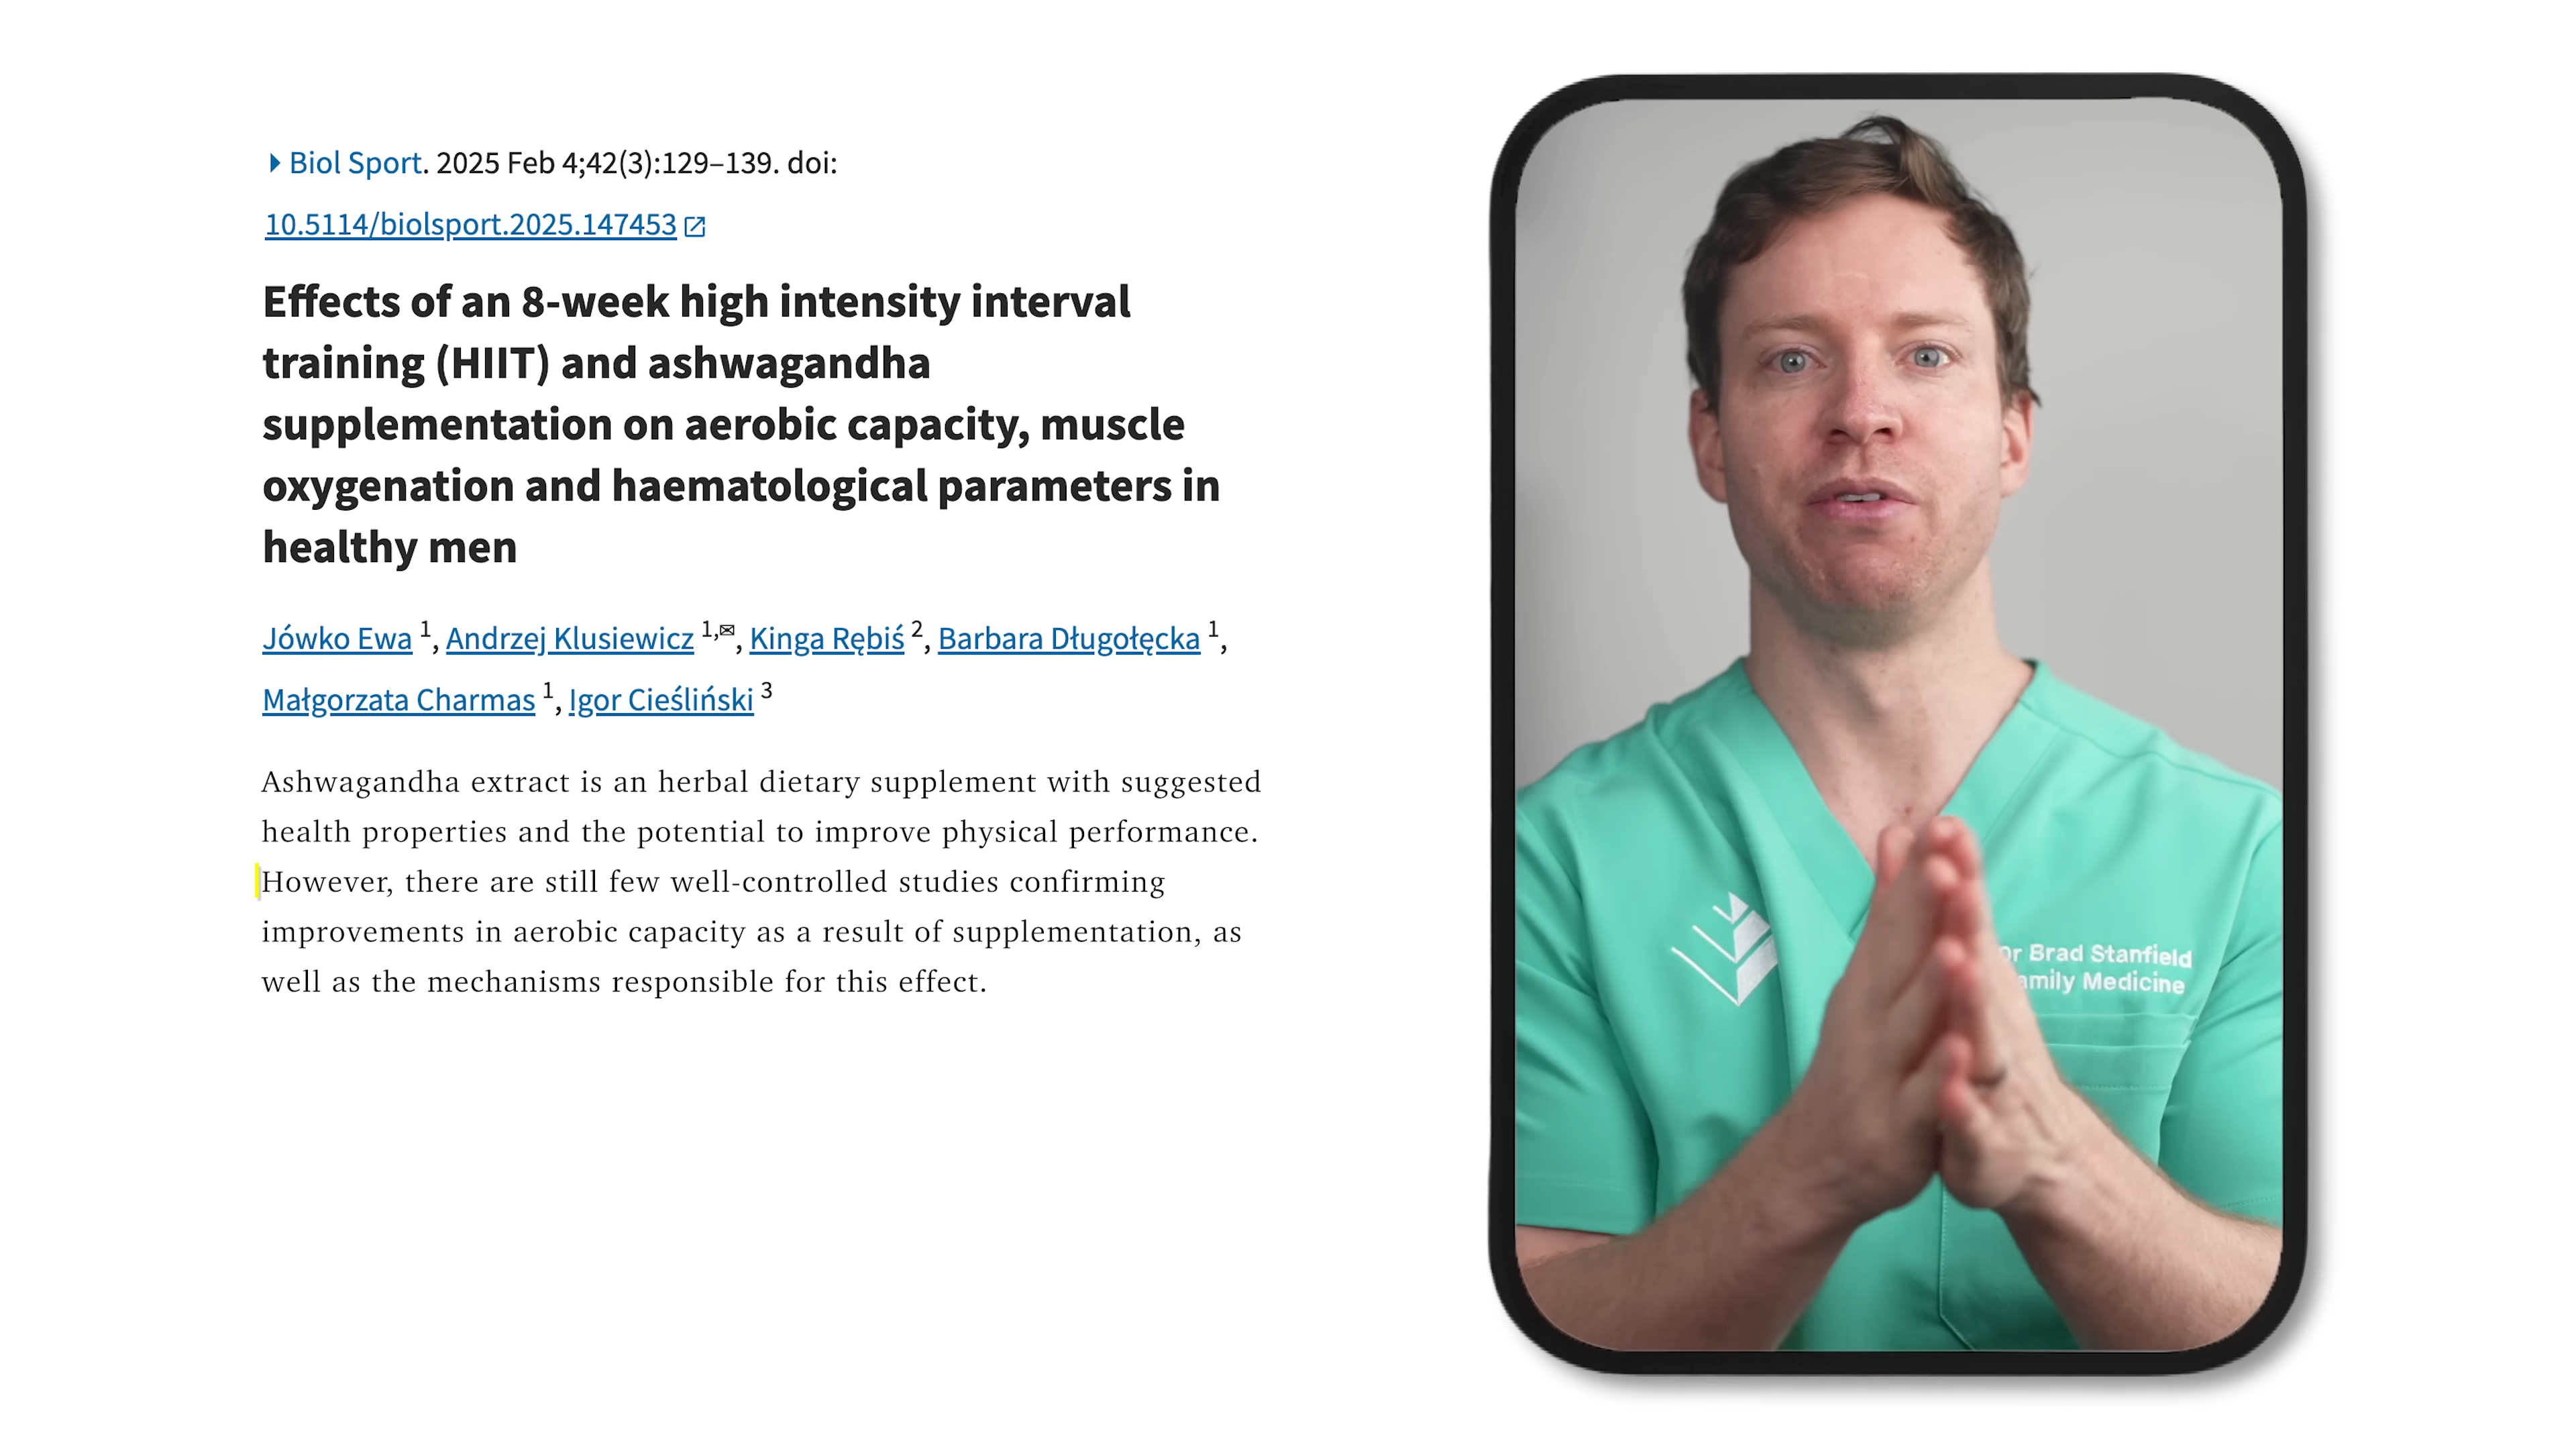 Biol Sport. 2025 Feb 4;42(3):129–139. doi:
10.5114/biolsport.2025.147453
Effects of an 8-week high intensity interval
training (HIIT) and ashwagandha
supplementation on aerobic capacity, muscle
oxygenation and haematological parameters in
healthy men
Jówko Ewa 1, Andrzej Klusiewicz 1,✉, Kinga Rębiś 2, Barbara Długołęcka 1,
Małgorzata Charmas 1, Igor Cieśliński 3
Ashwagandha extract is an herbal dietary supplement with suggested
health properties and the potential to improve physical performance.
However, there are still few well-controlled studies confirming
improvements in aerobic capacity as a result of supplementation, as
well as the mechanisms responsible for this effect.
Dr Brad Stanfield
Family Medicine